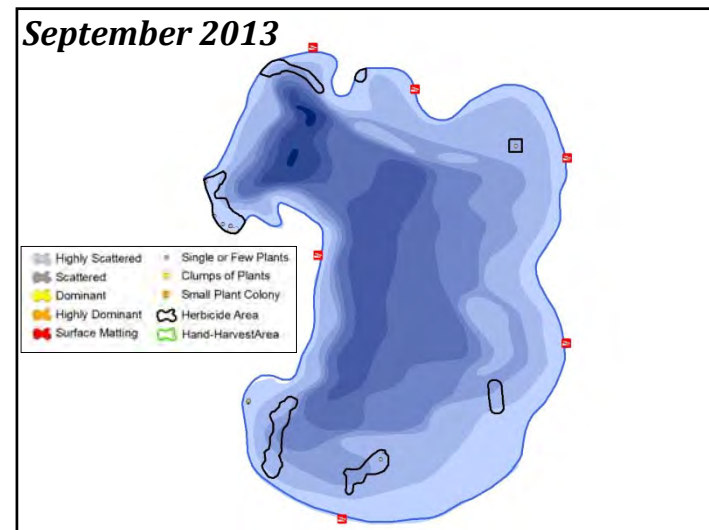 September 2013
Highly Scattered
Scattered
Dominant
Highly Dominant
Surface Matting
Single or Few Plants
Clumps of Plants
Small Plant Colony
Herbicide Area
Hand-HarvestArea